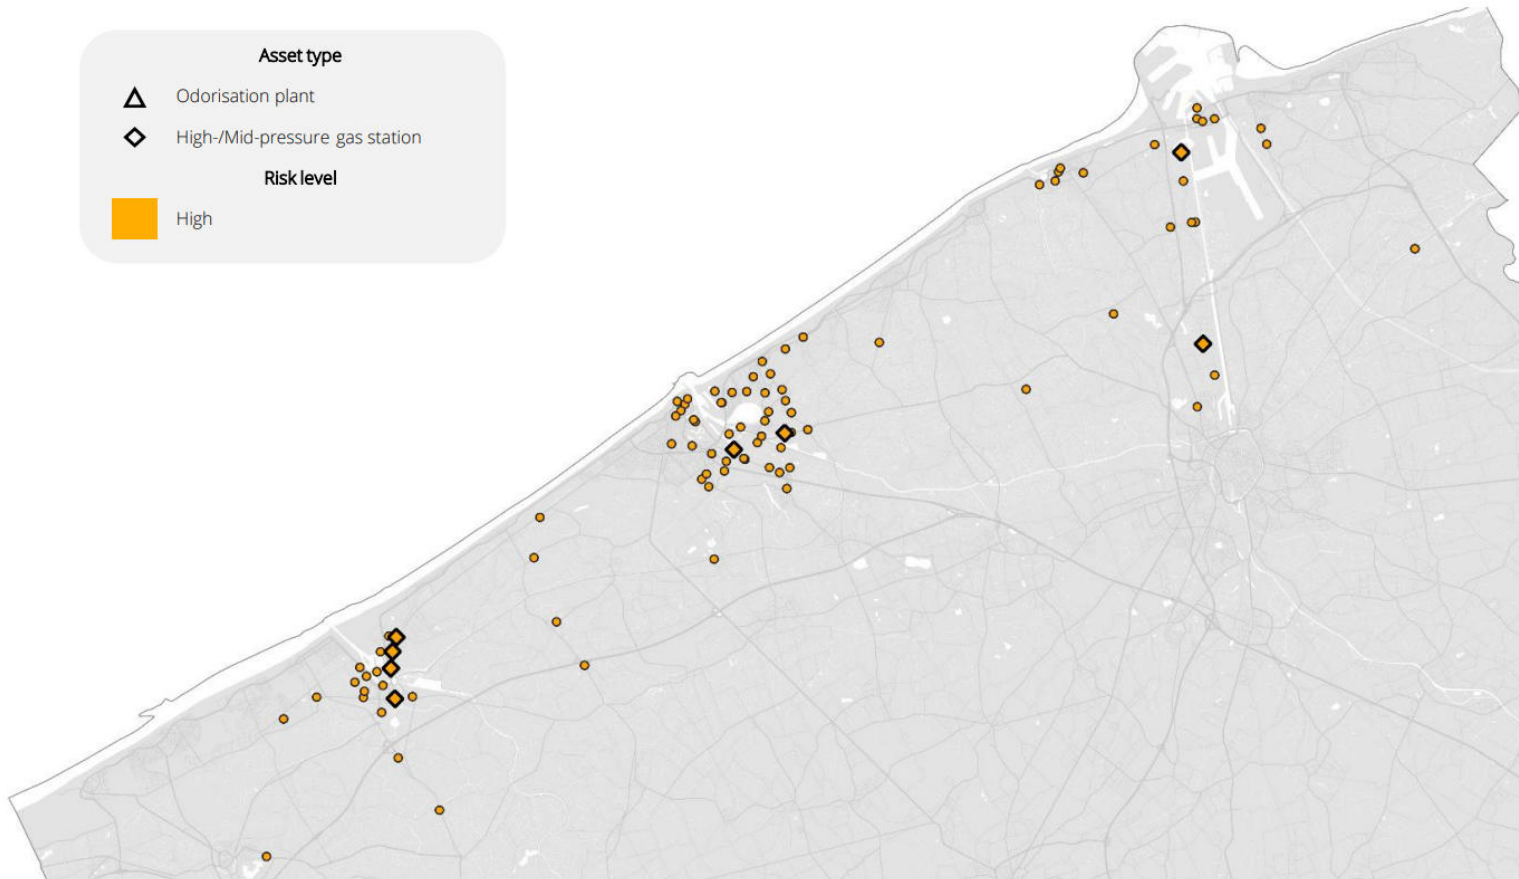 Asset type
Odorisation plant
High-/Mid-pressure gas station
Risk level
High